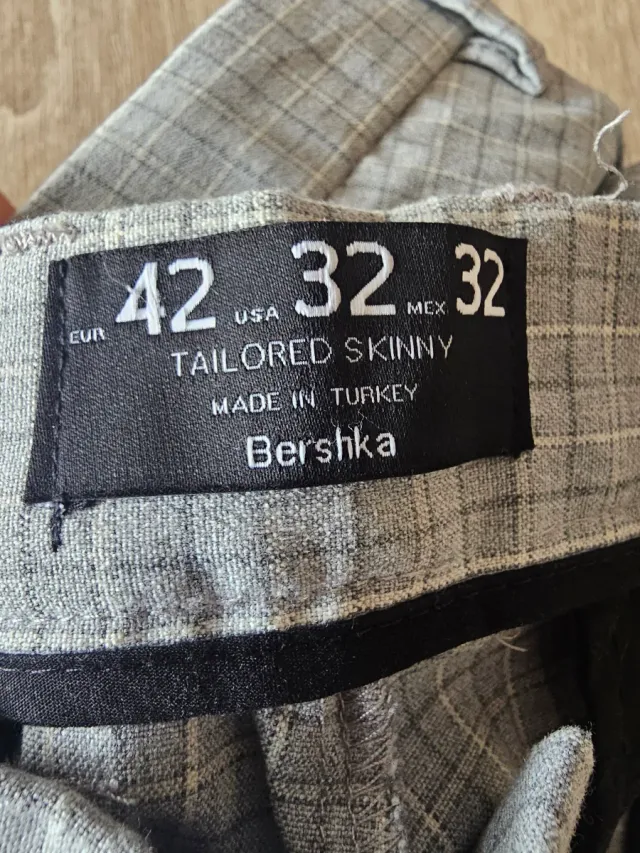 EUR 42 USA 32 MEX 32
TAILORED SKINNY
MADE IN TURKEY
Bershka